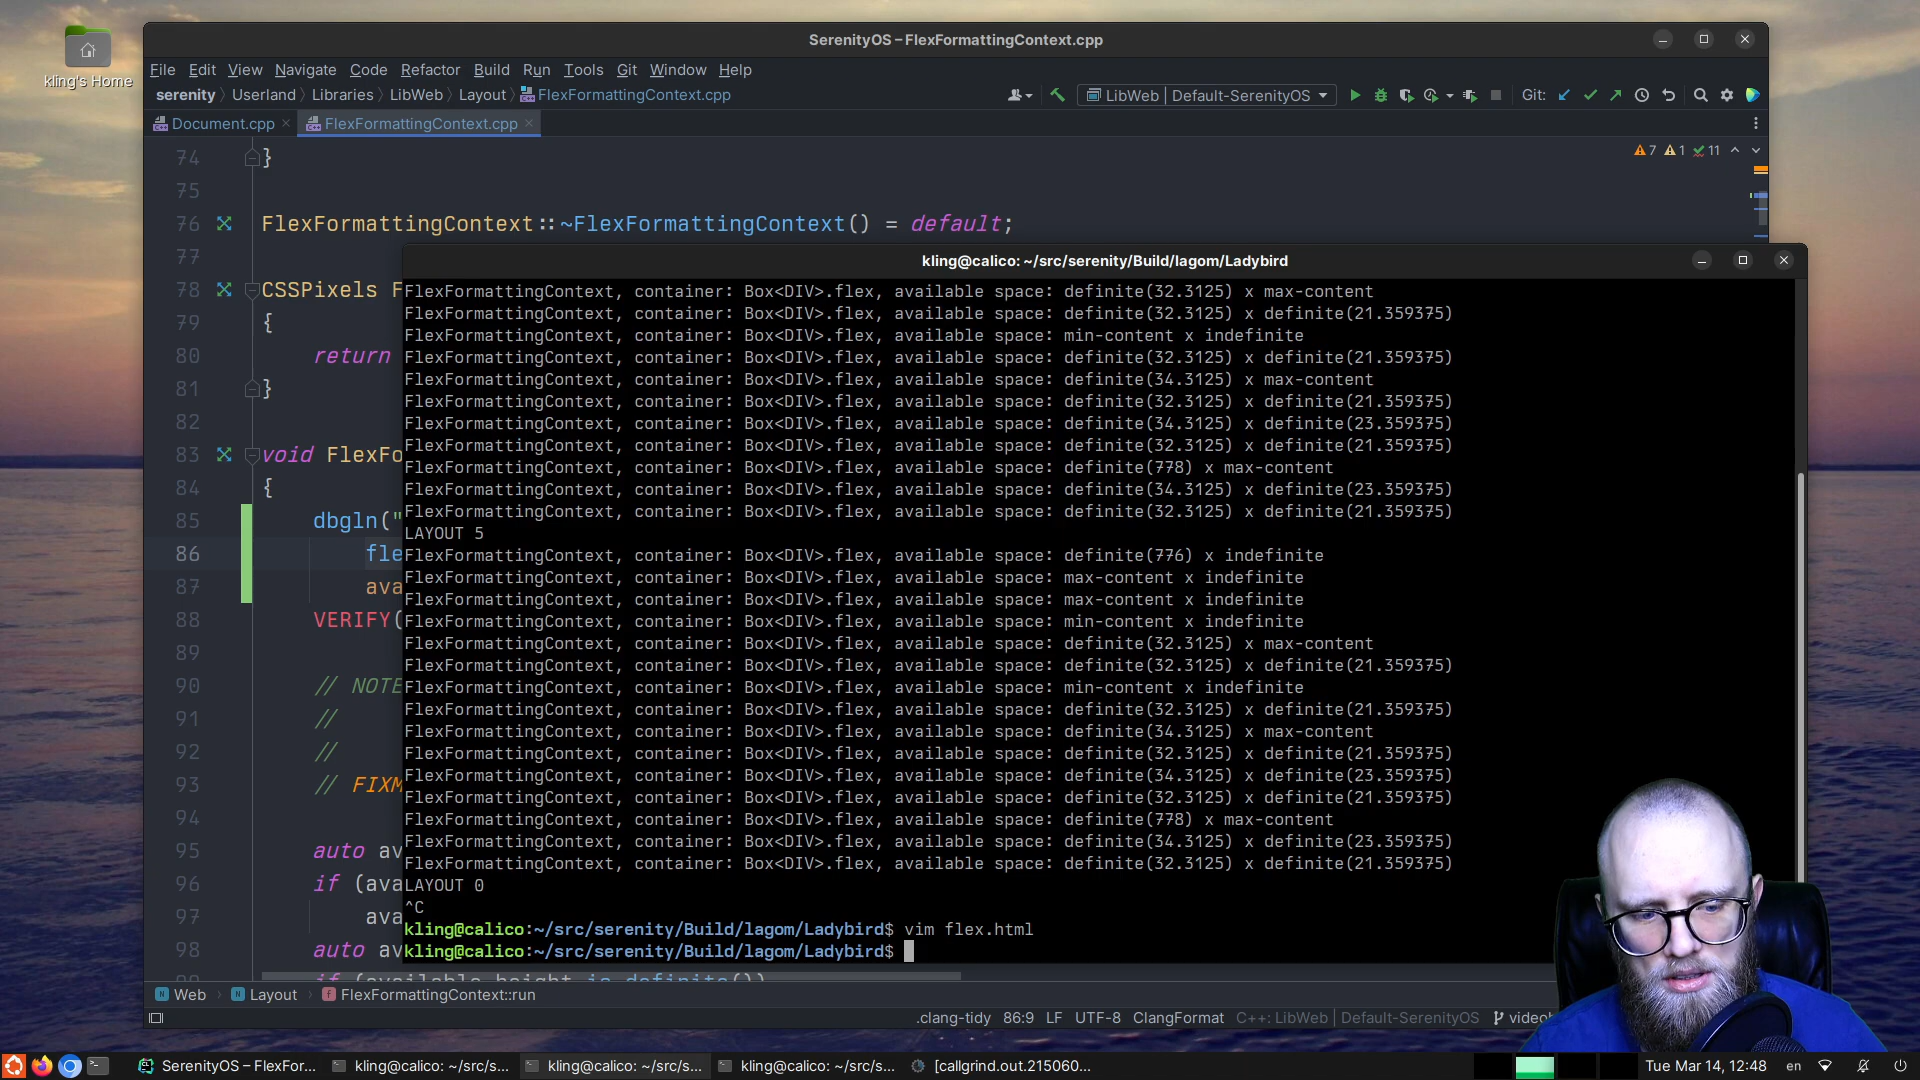 kling's Home
SerenityOS – FlexFormattingContext.cpp
File Edit View Navigate Code Refactor Build Run Tools Git Window Help
serenity Userland Libraries LibWeb Layout FlexFormattingContext.cpp
LibWeb | Default-SerenityOS
Git:
Document.cpp
FlexFormattingContext.cpp
7 1 11
74 }
75
76 FlexFormattingContext::~FlexFormattingContext() = default;
77
78 CSSPixels F
79 {
80 return
81 }
82
83 void FlexFo
84 {
85 dbgln("
86 fle
87 ava
88 VERIFY(
89
90 // NOTE
91 //
92 //
93 // FIXM
94
95 auto av
96 if (ava
97 ava
98 auto av
if (available_height.is_definite())
kling@calico: ~/src/serenity/Build/lagom/Ladybird
FlexFormattingContext, container: Box<DIV>.flex, available space: definite(32.3125) x max-content
FlexFormattingContext, container: Box<DIV>.flex, available space: definite(32.3125) x definite(21.359375)
FlexFormattingContext, container: Box<DIV>.flex, available space: min-content x indefinite
FlexFormattingContext, container: Box<DIV>.flex, available space: definite(32.3125) x definite(21.359375)
FlexFormattingContext, container: Box<DIV>.flex, available space: definite(34.3125) x max-content
FlexFormattingContext, container: Box<DIV>.flex, available space: definite(32.3125) x definite(21.359375)
FlexFormattingContext, container: Box<DIV>.flex, available space: definite(34.3125) x definite(23.359375)
FlexFormattingContext, container: Box<DIV>.flex, available space: definite(32.3125) x definite(21.359375)
FlexFormattingContext, container: Box<DIV>.flex, available space: definite(778) x max-content
FlexFormattingContext, container: Box<DIV>.flex, available space: definite(34.3125) x definite(23.359375)
FlexFormattingContext, container: Box<DIV>.flex, available space: definite(32.3125) x definite(21.359375)
LAYOUT 5
FlexFormattingContext, container: Box<DIV>.flex, available space: definite(776) x indefinite
FlexFormattingContext, container: Box<DIV>.flex, available space: max-content x indefinite
FlexFormattingContext, container: Box<DIV>.flex, available space: max-content x indefinite
FlexFormattingContext, container: Box<DIV>.flex, available space: min-content x indefinite
FlexFormattingContext, container: Box<DIV>.flex, available space: definite(32.3125) x max-content
FlexFormattingContext, container: Box<DIV>.flex, available space: definite(32.3125) x definite(21.359375)
FlexFormattingContext, container: Box<DIV>.flex, available space: min-content x indefinite
FlexFormattingContext, container: Box<DIV>.flex, available space: definite(32.3125) x definite(21.359375)
FlexFormattingContext, container: Box<DIV>.flex, available space: definite(34.3125) x max-content
FlexFormattingContext, container: Box<DIV>.flex, available space: definite(32.3125) x definite(21.359375)
FlexFormattingContext, container: Box<DIV>.flex, available space: definite(34.3125) x definite(23.359375)
FlexFormattingContext, container: Box<DIV>.flex, available space: definite(32.3125) x definite(21.359375)
FlexFormattingContext, container: Box<DIV>.flex, available space: definite(778) x max-content
FlexFormattingContext, container: Box<DIV>.flex, available space: definite(34.3125) x definite(23.359375)
FlexFormattingContext, container: Box<DIV>.flex, available space: definite(32.3125) x definite(21.359375)
LAYOUT 0
^C
kling@calico:~/src/serenity/Build/lagom/Ladybird$ vim flex.html
kling@calico:~/src/serenity/Build/lagom/Ladybird$
Web Layout FlexFormattingContext::run
.clang-tidy 86:9 LF UTF-8 ClangFormat C++: LibWeb | Default-SerenityOS
SerenityOS – FlexFor...
kling@calico: ~/src/s...
kling@calico: ~/src/s...
kling@calico: ~/src/s...
[callgrind.out.215060...
Tue Mar 14, 12:48 en